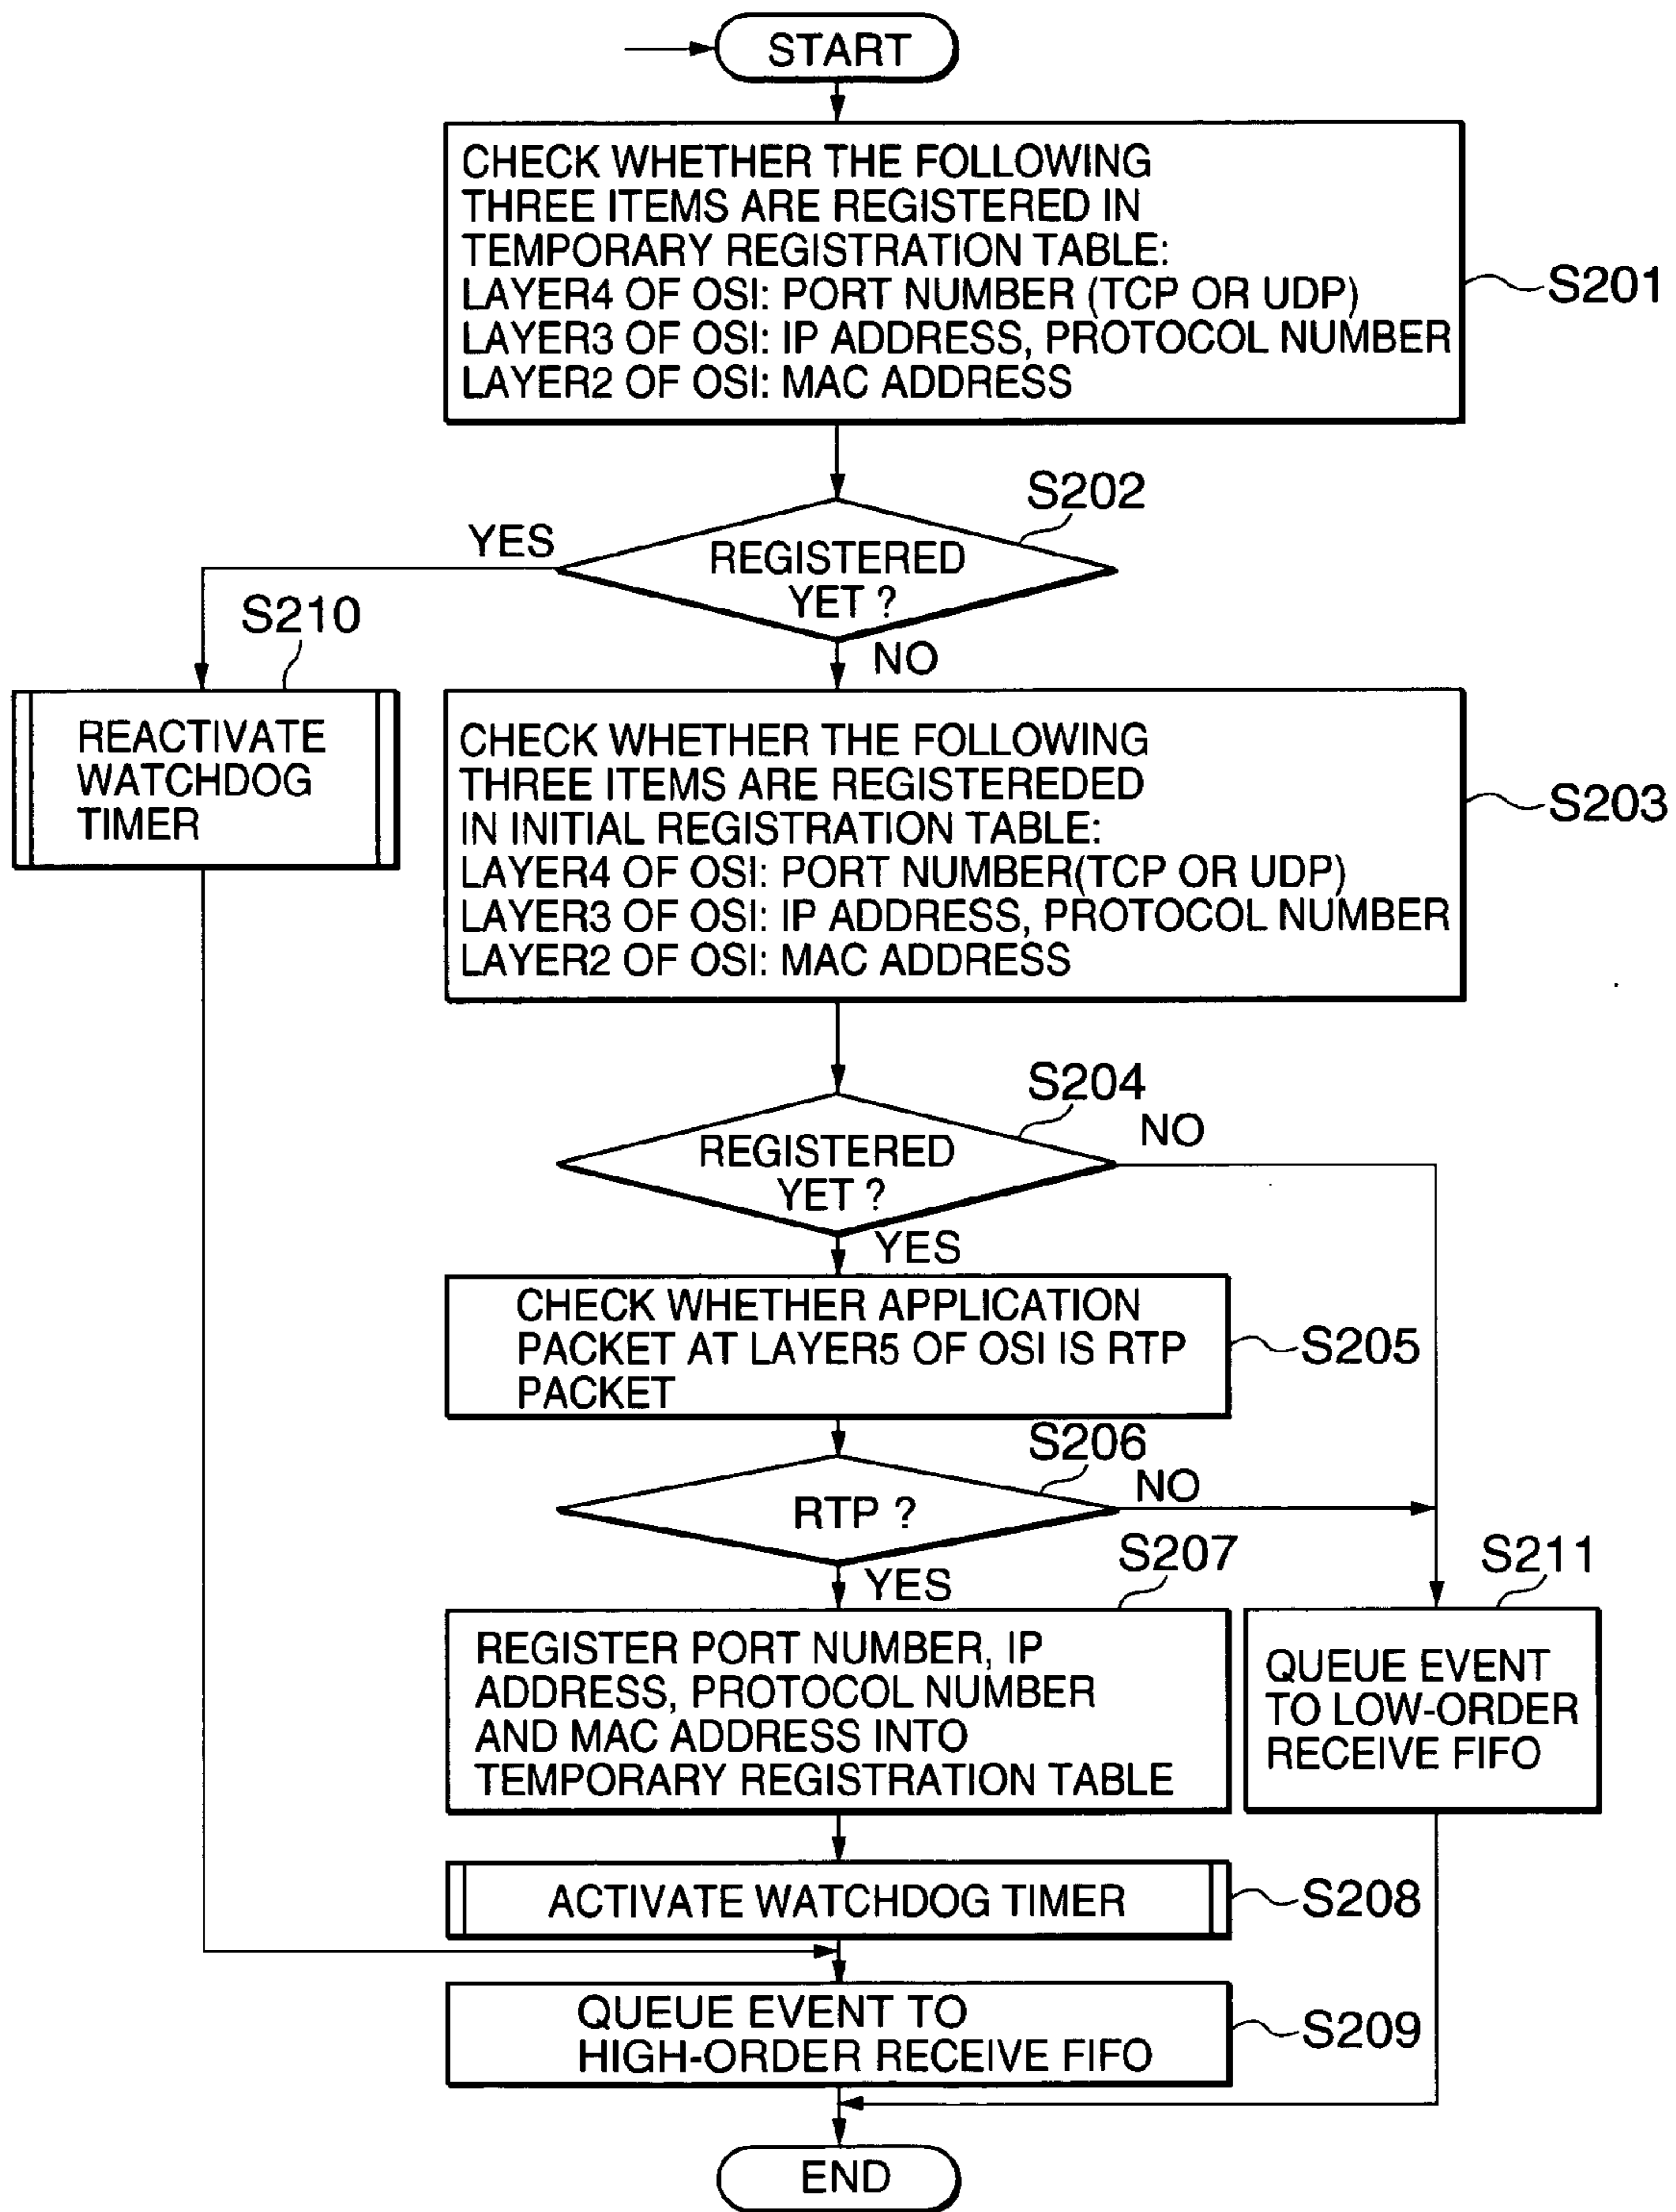 START
CHECK WHETHER THE FOLLOWING
THREE ITEMS ARE REGISTERED IN
TEMPORARY REGISTRATION TABLE:
LAYER4 OF OSI: PORT NUMBER (TCP OR UDP)
LAYER3 OF OSI: IP ADDRESS, PROTOCOL NUMBER
LAYER2 OF OSI: MAC ADDRESS
S201
S202
YES
REGISTERED
YET ?
NO
S210
REACTIVATE
WATCHDOG
TIMER
CHECK WHETHER THE FOLLOWING
THREE ITEMS ARE REGISTEREDED
IN INITIAL REGISTRATION TABLE:
LAYER4 OF OSI: PORT NUMBER(TCP OR UDP)
LAYER3 OF OSI: IP ADDRESS, PROTOCOL NUMBER
LAYER2 OF OSI: MAC ADDRESS
S203
S204
NO
REGISTERED
YET ?
YES
CHECK WHETHER APPLICATION
PACKET AT LAYER5 OF OSI IS RTP
PACKET
S205
S206
NO
RTP ?
YES
S207
REGISTER PORT NUMBER, IP
ADDRESS, PROTOCOL NUMBER
AND MAC ADDRESS INTO
TEMPORARY REGISTRATION TABLE
S211
QUEUE EVENT
TO LOW-ORDER
RECEIVE FIFO
ACTIVATE WATCHDOG TIMER
S208
QUEUE EVENT TO
HIGH-ORDER RECEIVE FIFO
S209
END